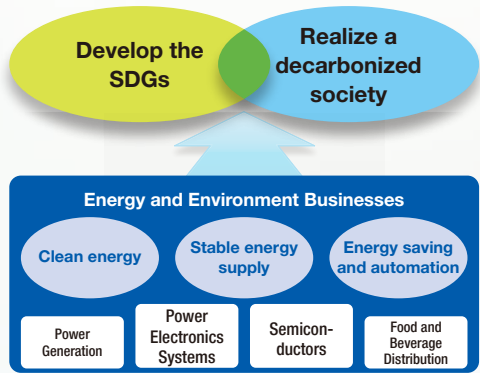 Develop the
SDGs
Realize a
decarbonized
society
Energy and Environment Businesses
Clean energy
Stable energy
supply
Energy saving
and automation
Power
Generation
Power
Electronics
Systems
Semicon-
ductors
Food and
Beverage
Distribution